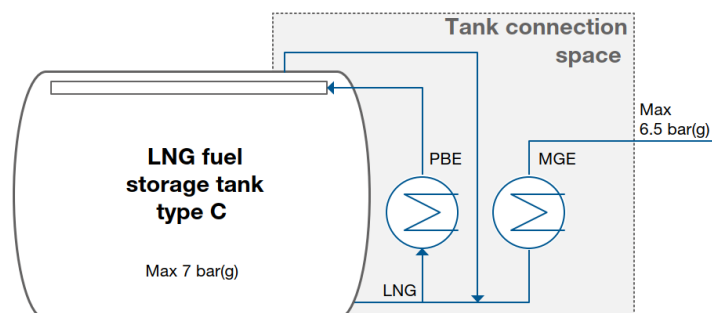 Tank connection
space
Max
6.5 bar(g)
PBE
MGE
LNG fuel
storage tank
type C
Max 7 bar(g)
LNG